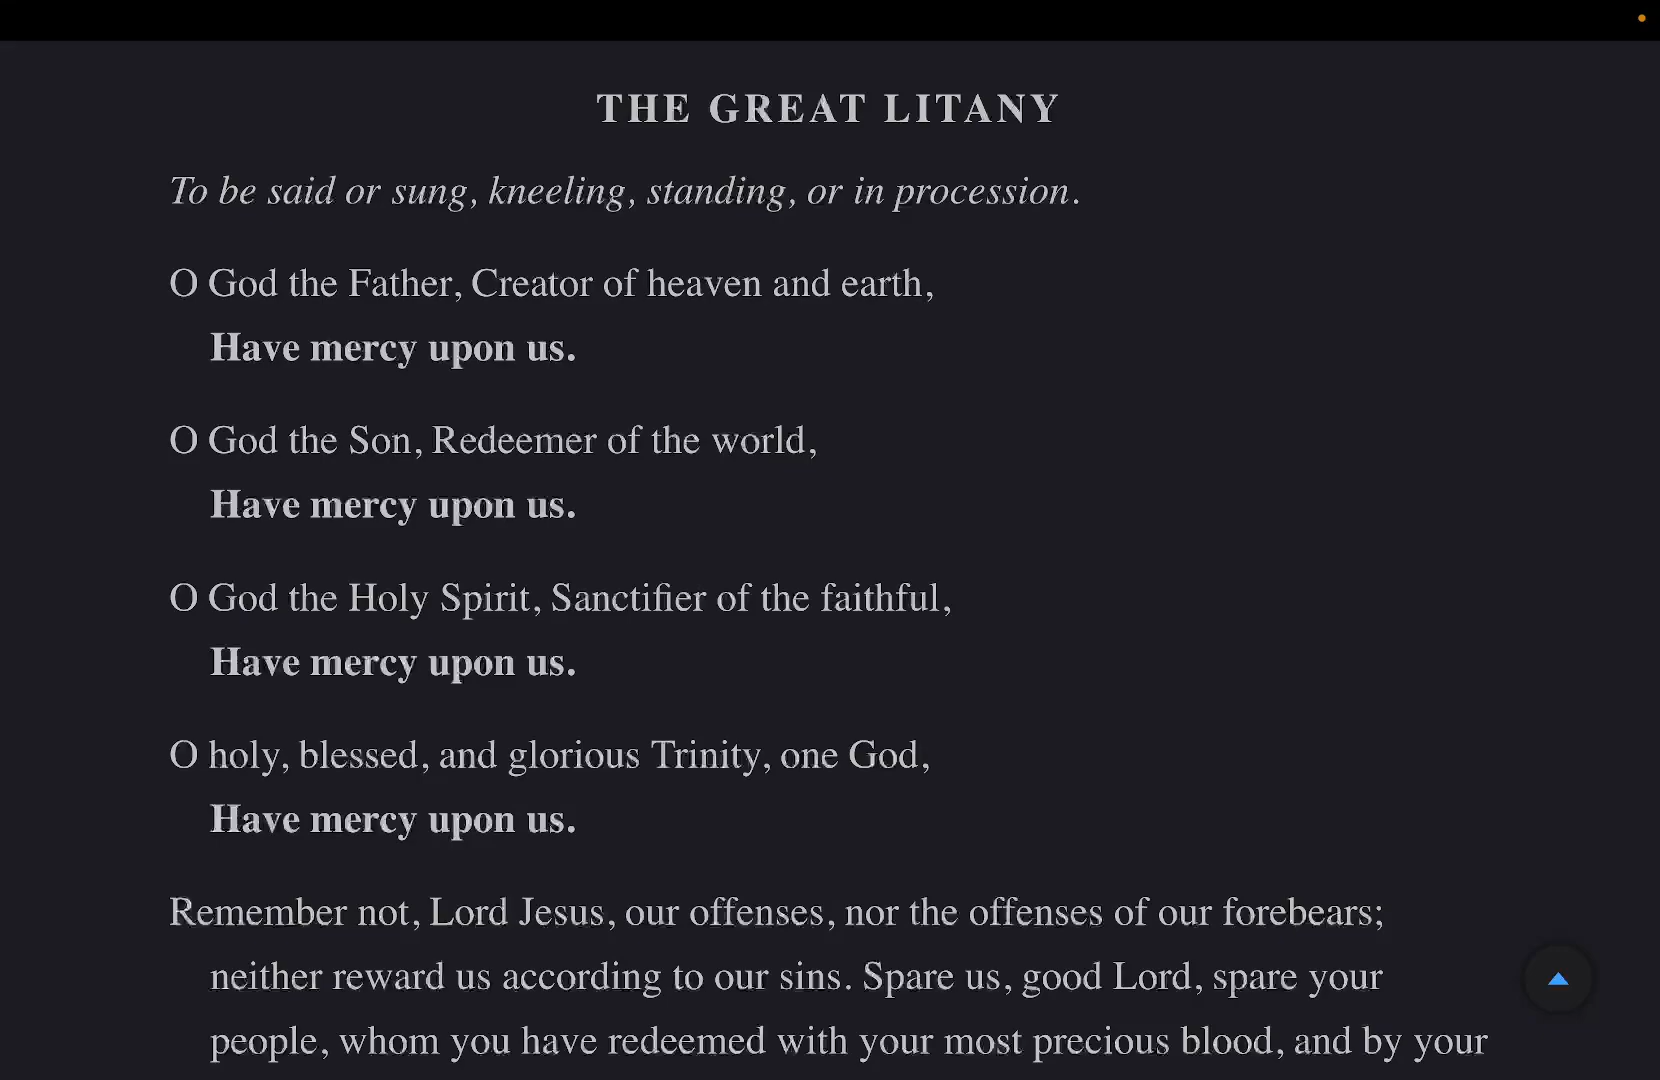 THE GREAT LITANY
To be said or sung, kneeling, standing, or in procession.
O God the Father, Creator of heaven and earth,
Have mercy upon us.
O God the Son, Redeemer of the world,
Have mercy upon us.
O God the Holy Spirit, Sanctifier of the faithful,
Have mercy upon us.
O holy, blessed, and glorious Trinity, one God,
Have mercy upon us.
Remember not, Lord Jesus, our offenses, nor the offenses of our forebears;
neither reward us according to our sins. Spare us, good Lord, spare your
people, whom you have redeemed with your most precious blood, and by your